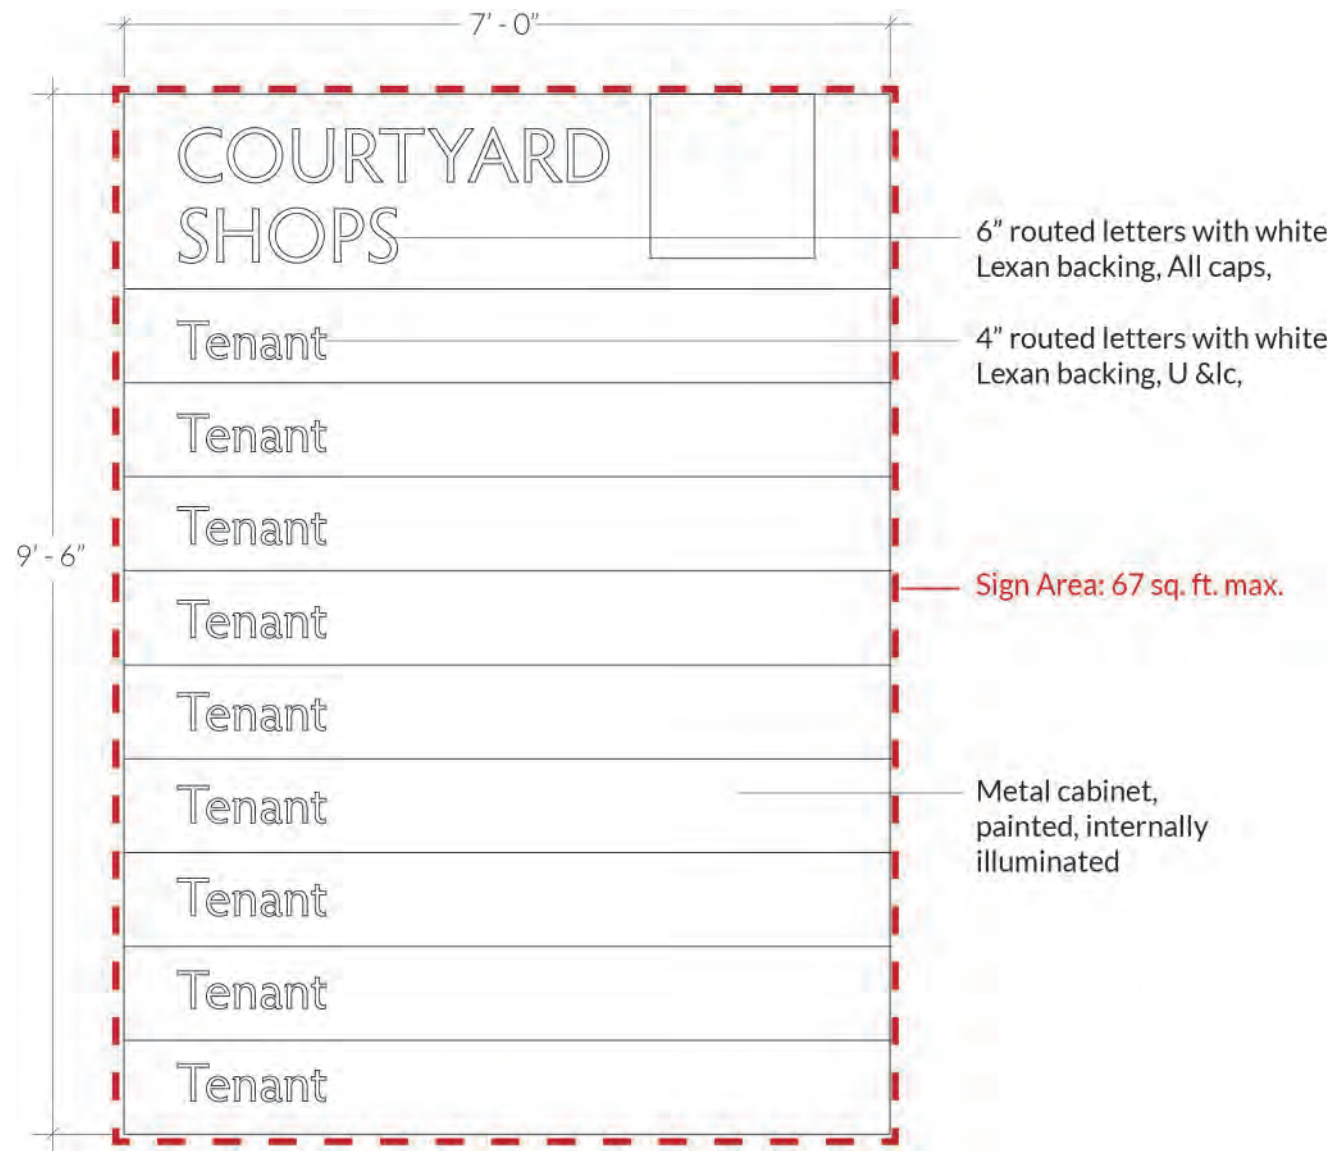 7' - 0"
COURTYARD
SHOPS
6” routed letters with white
Lexan backing, All caps,
Tenant
4” routed letters with white
Lexan backing, U &lc,
Tenant
Tenant
9' - 6"
Sign Area: 67 sq. ft. max.
Tenant
Tenant
Tenant
Metal cabinet,
painted, internally
illuminated
Tenant
Tenant
Tenant